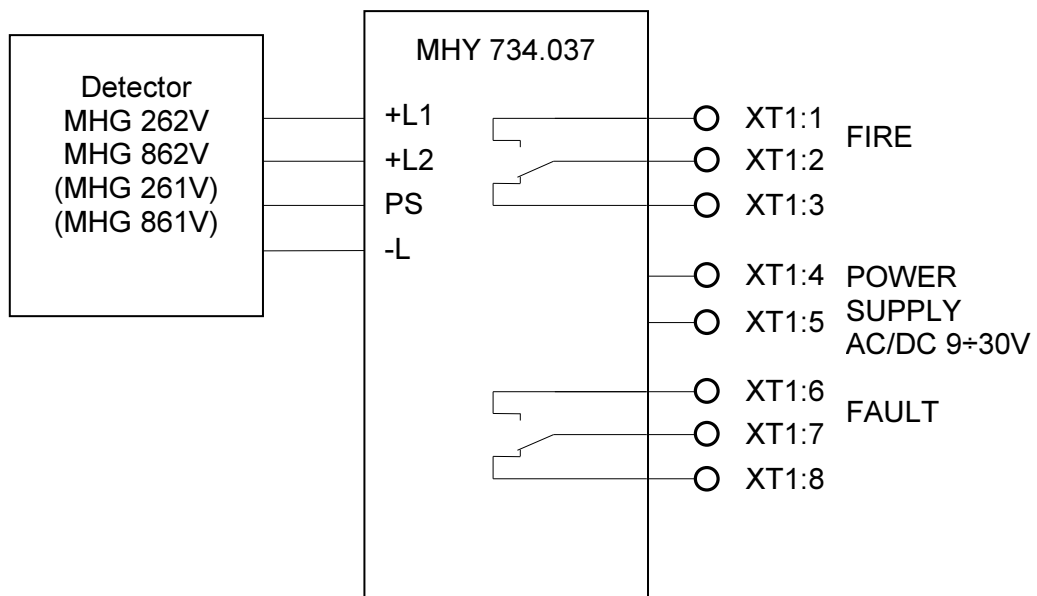 MHY 734.037
Detector
MHG 262V
MHG 862V
(MHG 261V)
(MHG 861V)
+L1
+L2
PS
-L
XT1:1
XT1:2
XT1:3
FIRE
XT1:4
XT1:5
POWER
SUPPLY
AC/DC 9÷30V
XT1:6
XT1:7
XT1:8
FAULT